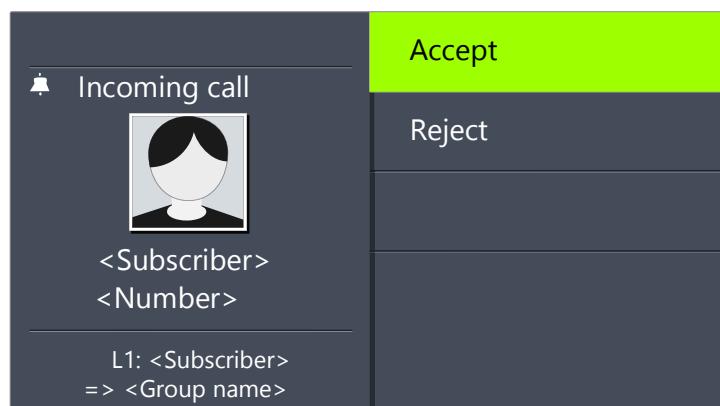 Incoming call
<Subscriber>
<Number>
L1: <Subscriber>
=> <Group name>
Accept
Reject